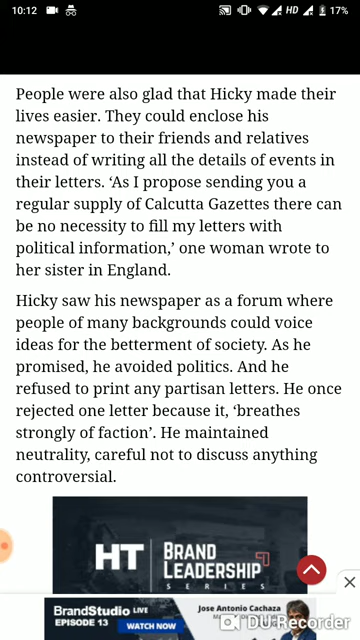 10:12
HD
17%
People were also glad that Hicky made their
lives easier. They could enclose his
newspaper to their friends and relatives
instead of writing all the details of events in
their letters. ‘As I propose sending you a
regular supply of Calcutta Gazettes there can
be no necessity to fill my letters with
political information,’ one woman wrote to
her sister in England.
Hicky saw his newspaper as a forum where
people of many backgrounds could voice
ideas for the betterment of society. As he
promised, he avoided politics. And he
refused to print any partisan letters. He once
rejected one letter because it, ‘breathes
strongly of faction’. He maintained
neutrality, careful not to discuss anything
controversial.
HT
BRAND
LEADERSHIP
SERIES
BrandStudio LIVE
EPISODE 13
WATCH NOW
Jose Antonio Cachaza
DU Recorder